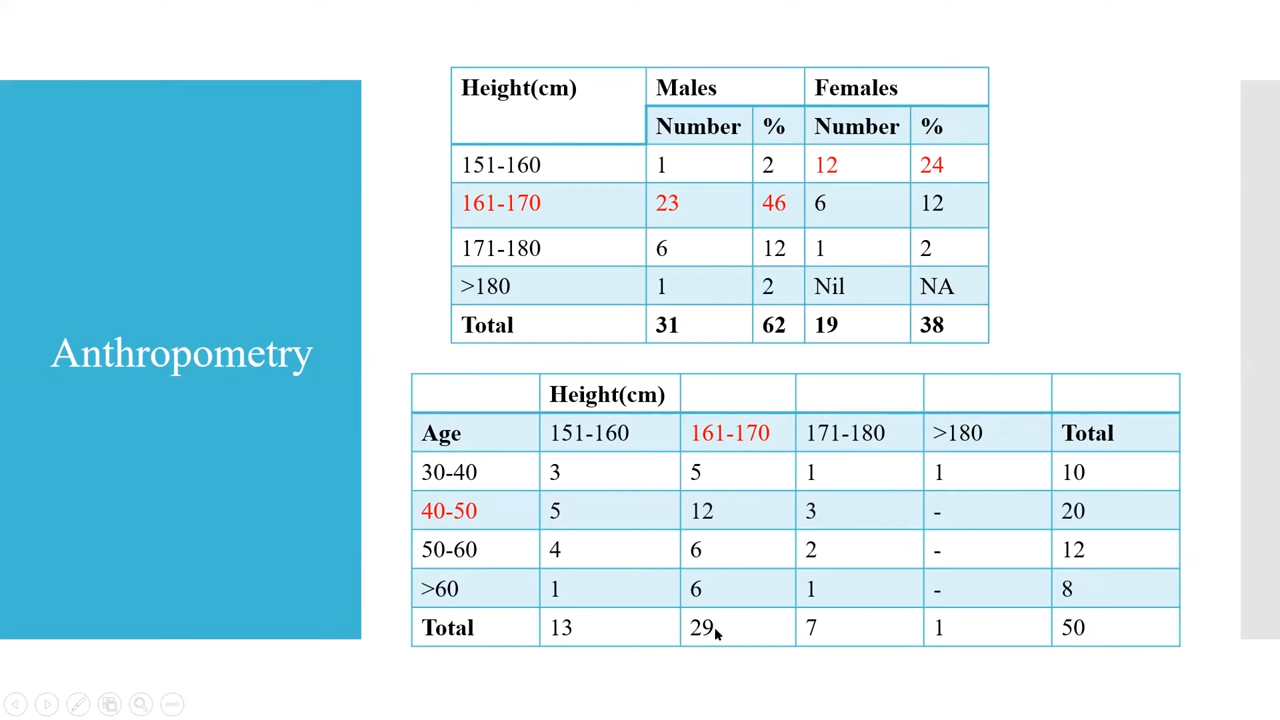 Anthropometry
Height(cm) Males Females
Number % Number %
151-160 1 2 12 24
161-170 23 46 6 12
171-180 6 12 1 2
>180 1 2 Nil NA
Total 31 62 19 38
Height(cm)
Age 151-160 161-170 171-180 >180 Total
30-40 3 5 1 1 10
40-50 5 12 3 - 20
50-60 4 6 2 - 12
>60 1 6 1 - 8
Total 13 29 7 1 50